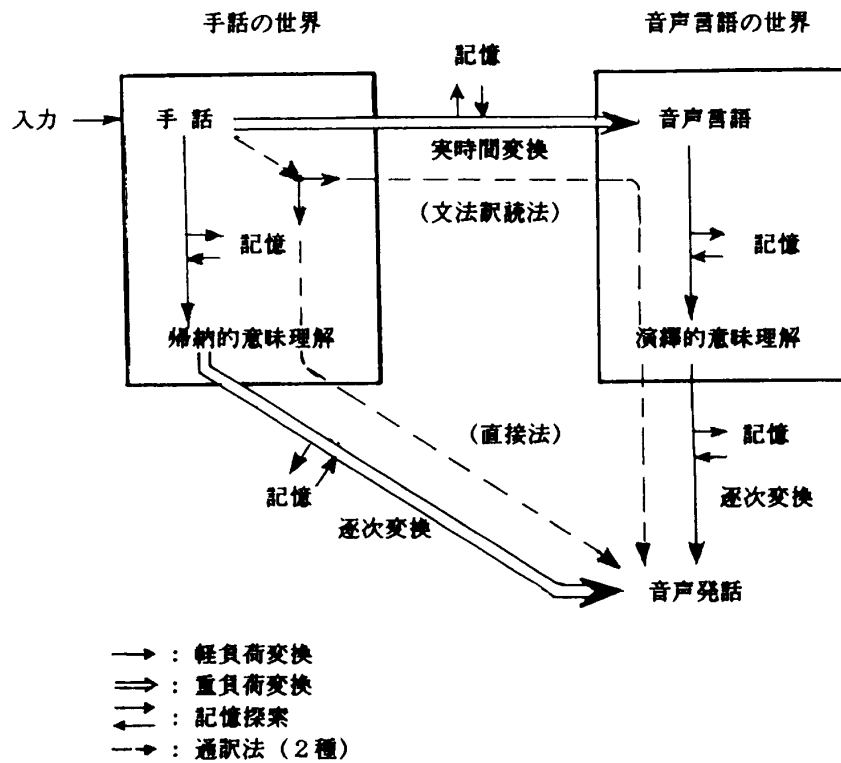 手話の世界
音声言語の世界
記憶
入力
手話
音声言語
実時間変換
(文法訳読法)
記憶
記憶
帰納的意味理解
演繹的意味理解
(直接法)
記憶
記憶
逐次変換
逐次変換
音声発話
: 軽負荷変換
: 重負荷変換
: 記憶探索
: 通訳法 (2種)